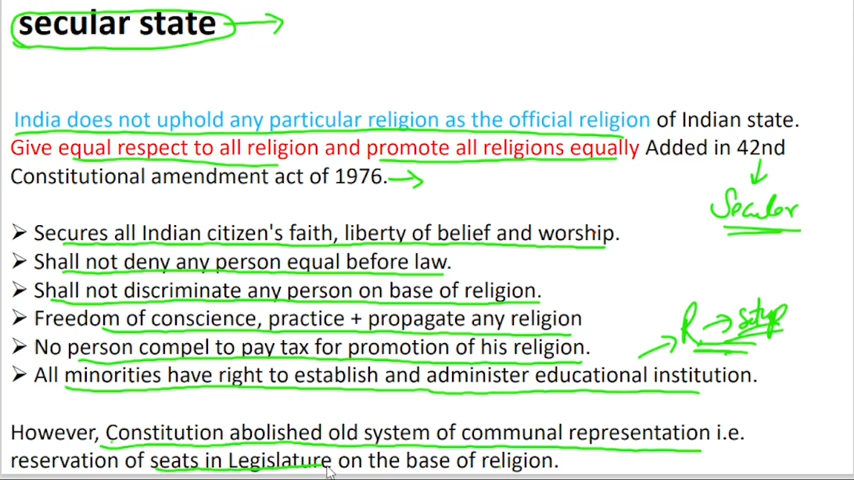 secular state
India does not uphold any particular religion as the official religion of Indian state.
Give equal respect to all religion and promote all religions equally Added in 42nd
Constitutional amendment act of 1976.
Secular
➤ Secures all Indian citizen's faith, liberty of belief and worship.
➤ Shall not deny any person equal before law.
➤ Shall not discriminate any person on base of religion.
➤ Freedom of conscience, practice + propagate any religion
R → setup
➤ No person compel to pay tax for promotion of his religion.
➤ All minorities have right to establish and administer educational institution.
However, Constitution abolished old system of communal representation i.e.
reservation of seats in Legislature on the base of religion.